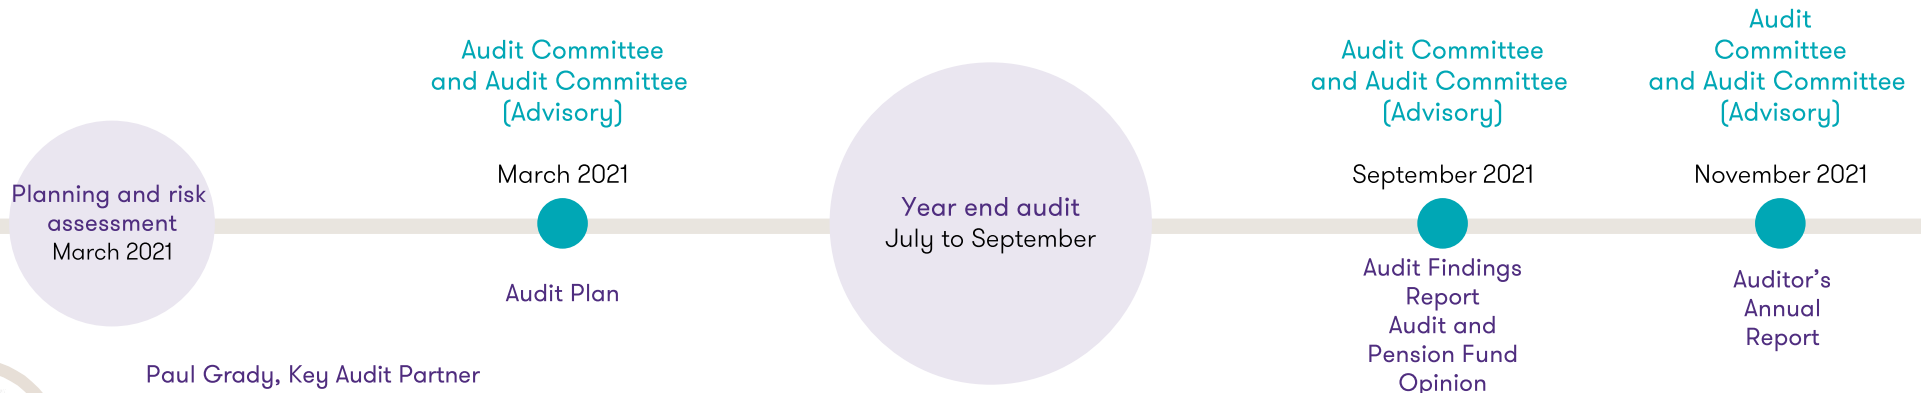 Planning and risk
assessment
March 2021
Audit Committee
and Audit Committee
(Advisory)
March 2021
Audit Plan
Year end audit
July to September
Audit Committee
and Audit Committee
(Advisory)
September 2021
Audit Findings
Report
Audit and
Pension Fund
Opinion
Audit
Committee
and Audit Committee
(Advisory)
November 2021
Auditor’s
Annual
Report
Paul Grady, Key Audit Partner